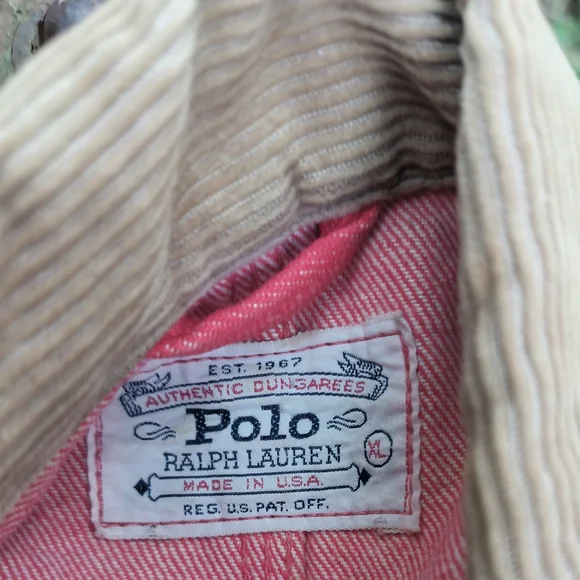 EST. 1967
AUTHENTIC DUNGAREES
Polo
RALPH LAUREN
XL
MADE IN U.S.A.
REG. U.S. PAT. OFF.